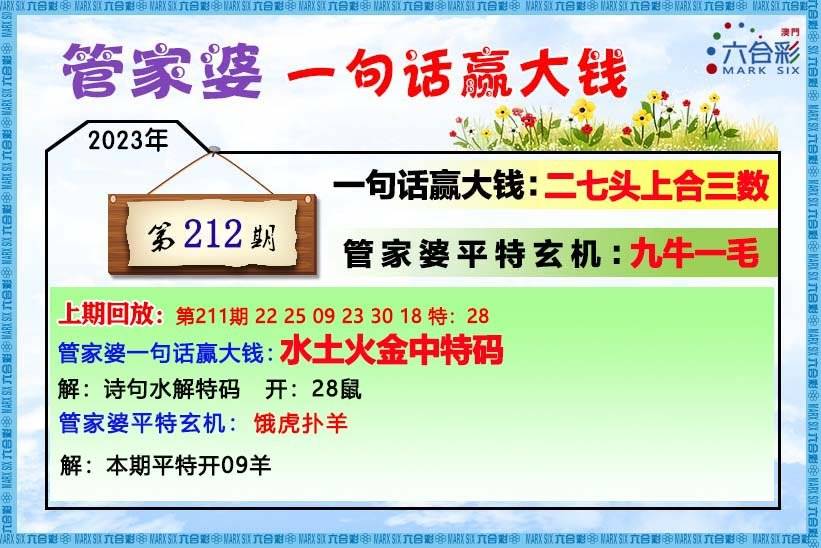 管家婆 一句话赢大钱
澳門
六合彩
MARK SIX
2023年
第212期
一句话赢大钱：二七头上合三数
管家婆平特玄机：九牛一毛
上期回放：第211期 22 25 09 23 30 18 特：28
管家婆一句话赢大钱：水土火金中特码
解：诗句水解特码 开：28鼠
管家婆平特玄机：饿虎扑羊
解：本期平特开09羊